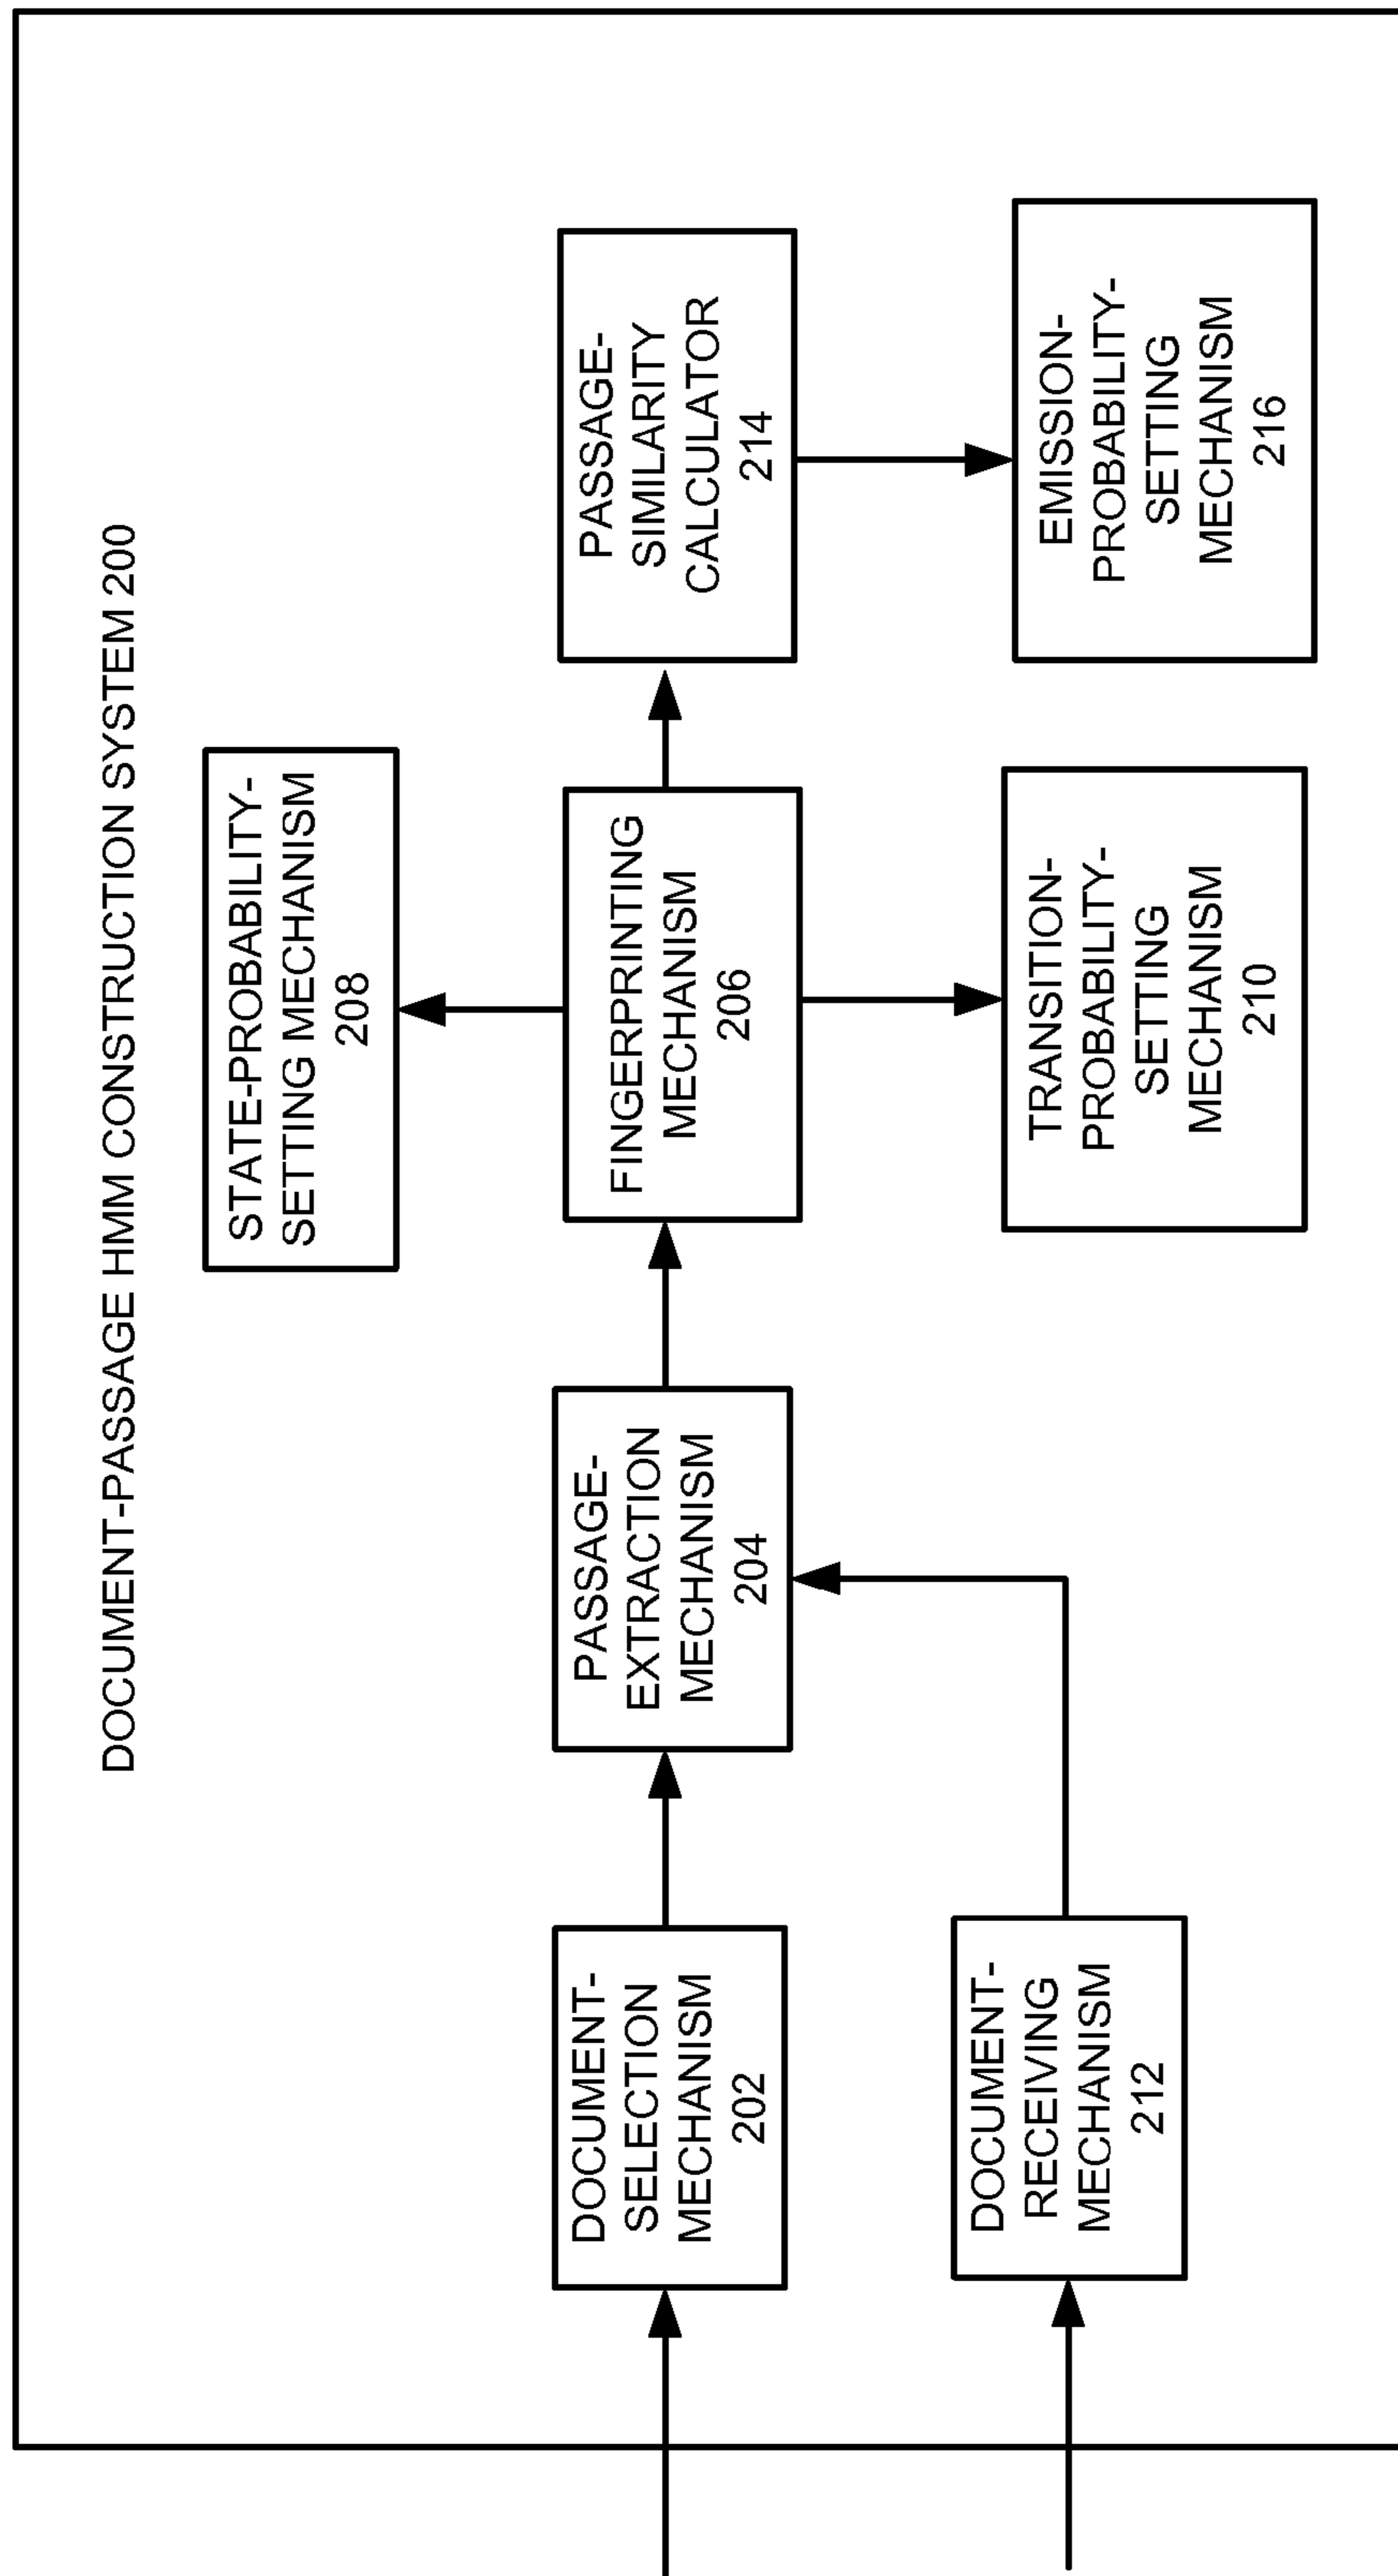 DOCUMENT-PASSAGE HMM CONSTRUCTION SYSTEM 200
STATE-PROBABILITY-
SETTING MECHANISM
208
DOCUMENT-
SELECTION
MECHANISM
202
PASSAGE-
EXTRACTION
MECHANISM
204
FINGERPRINTING
MECHANISM
206
PASSAGE-
SIMILARITY
CALCULATOR
214
DOCUMENT-
RECEIVING
MECHANISM
212
TRANSITION-
PROBABILITY-
SETTING
MECHANISM
210
EMISSION-
PROBABILITY-
SETTING
MECHANISM
216